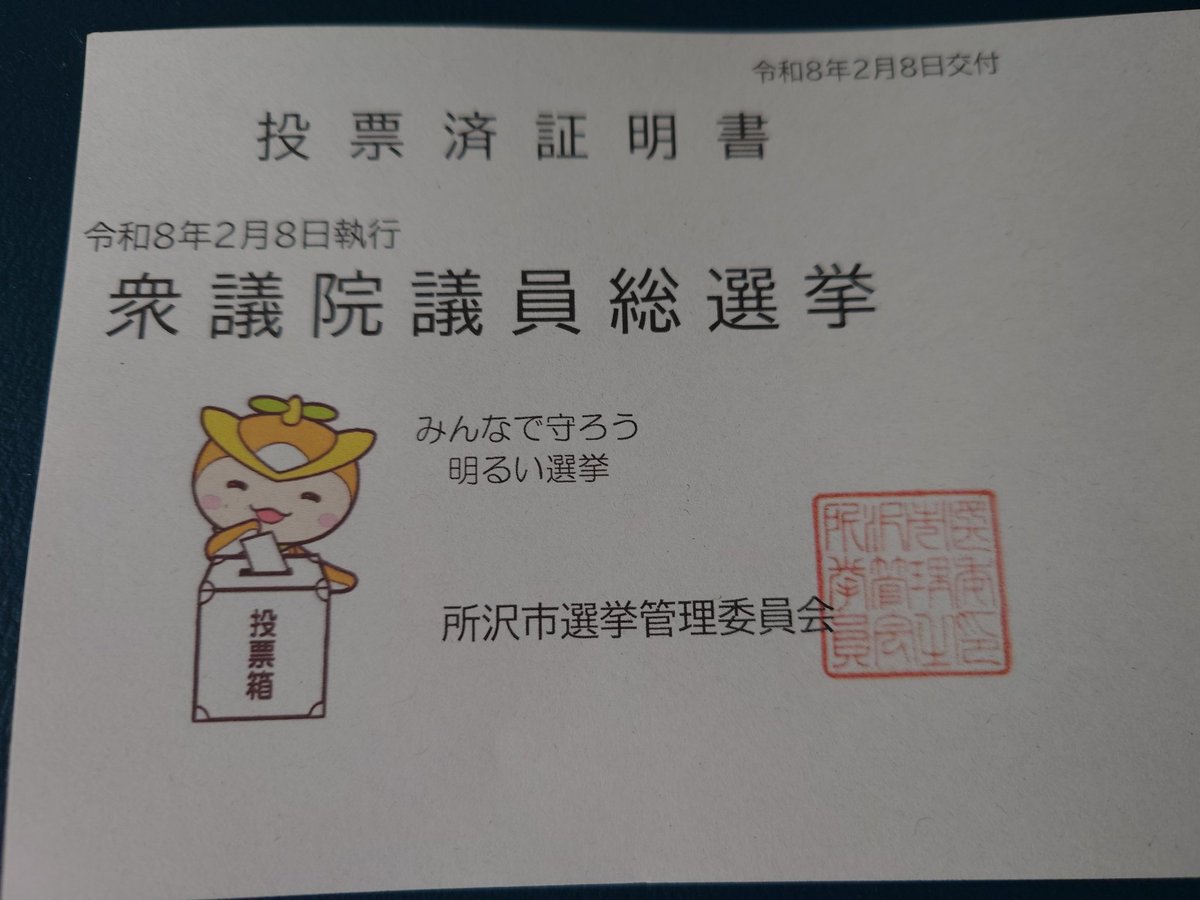 令和8年2月8日交付
投票済証明書
令和8年2月8日執行
衆議院議員総選挙
みんなで守ろう
明るい選挙
投票箱
所沢市選挙管理委員会